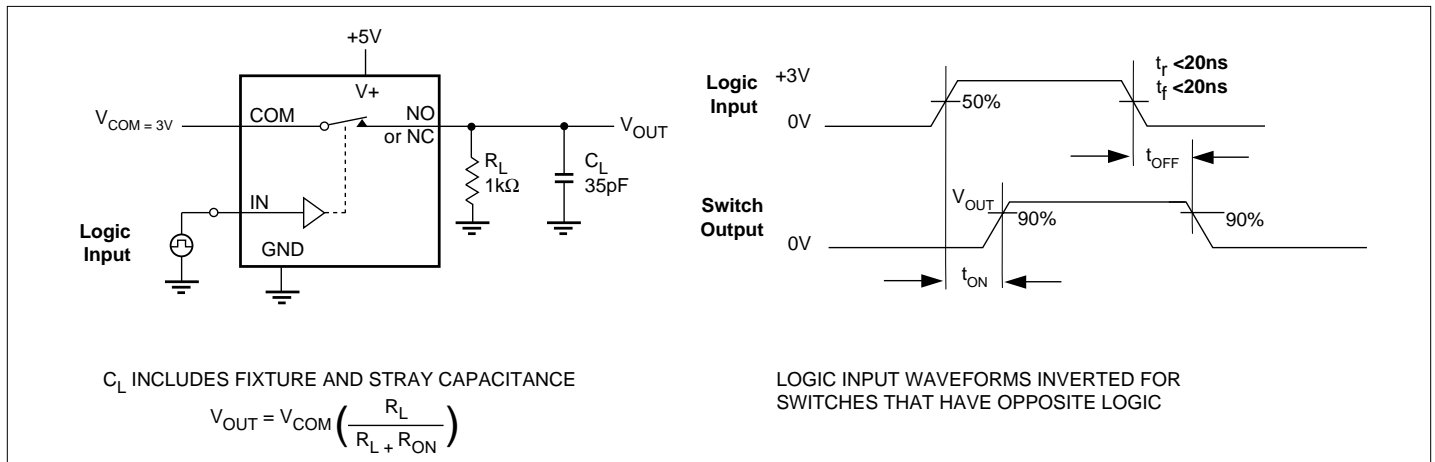 +5V
V+
COM
NO
or NC
V_COM = 3V
V_OUT
R_L
1kΩ
C_L
35pF
IN
Logic
Input
GND
C_L INCLUDES FIXTURE AND STRAY CAPACITANCE
V_OUT = V_COM ( R_L / R_L + R_ON )
Logic
Input
+3V
0V
50%
t_r <20ns
t_f <20ns
t_OFF
Switch
Output
V_OUT
0V
90%
90%
t_ON
LOGIC INPUT WAVEFORMS INVERTED FOR
SWITCHES THAT HAVE OPPOSITE LOGIC